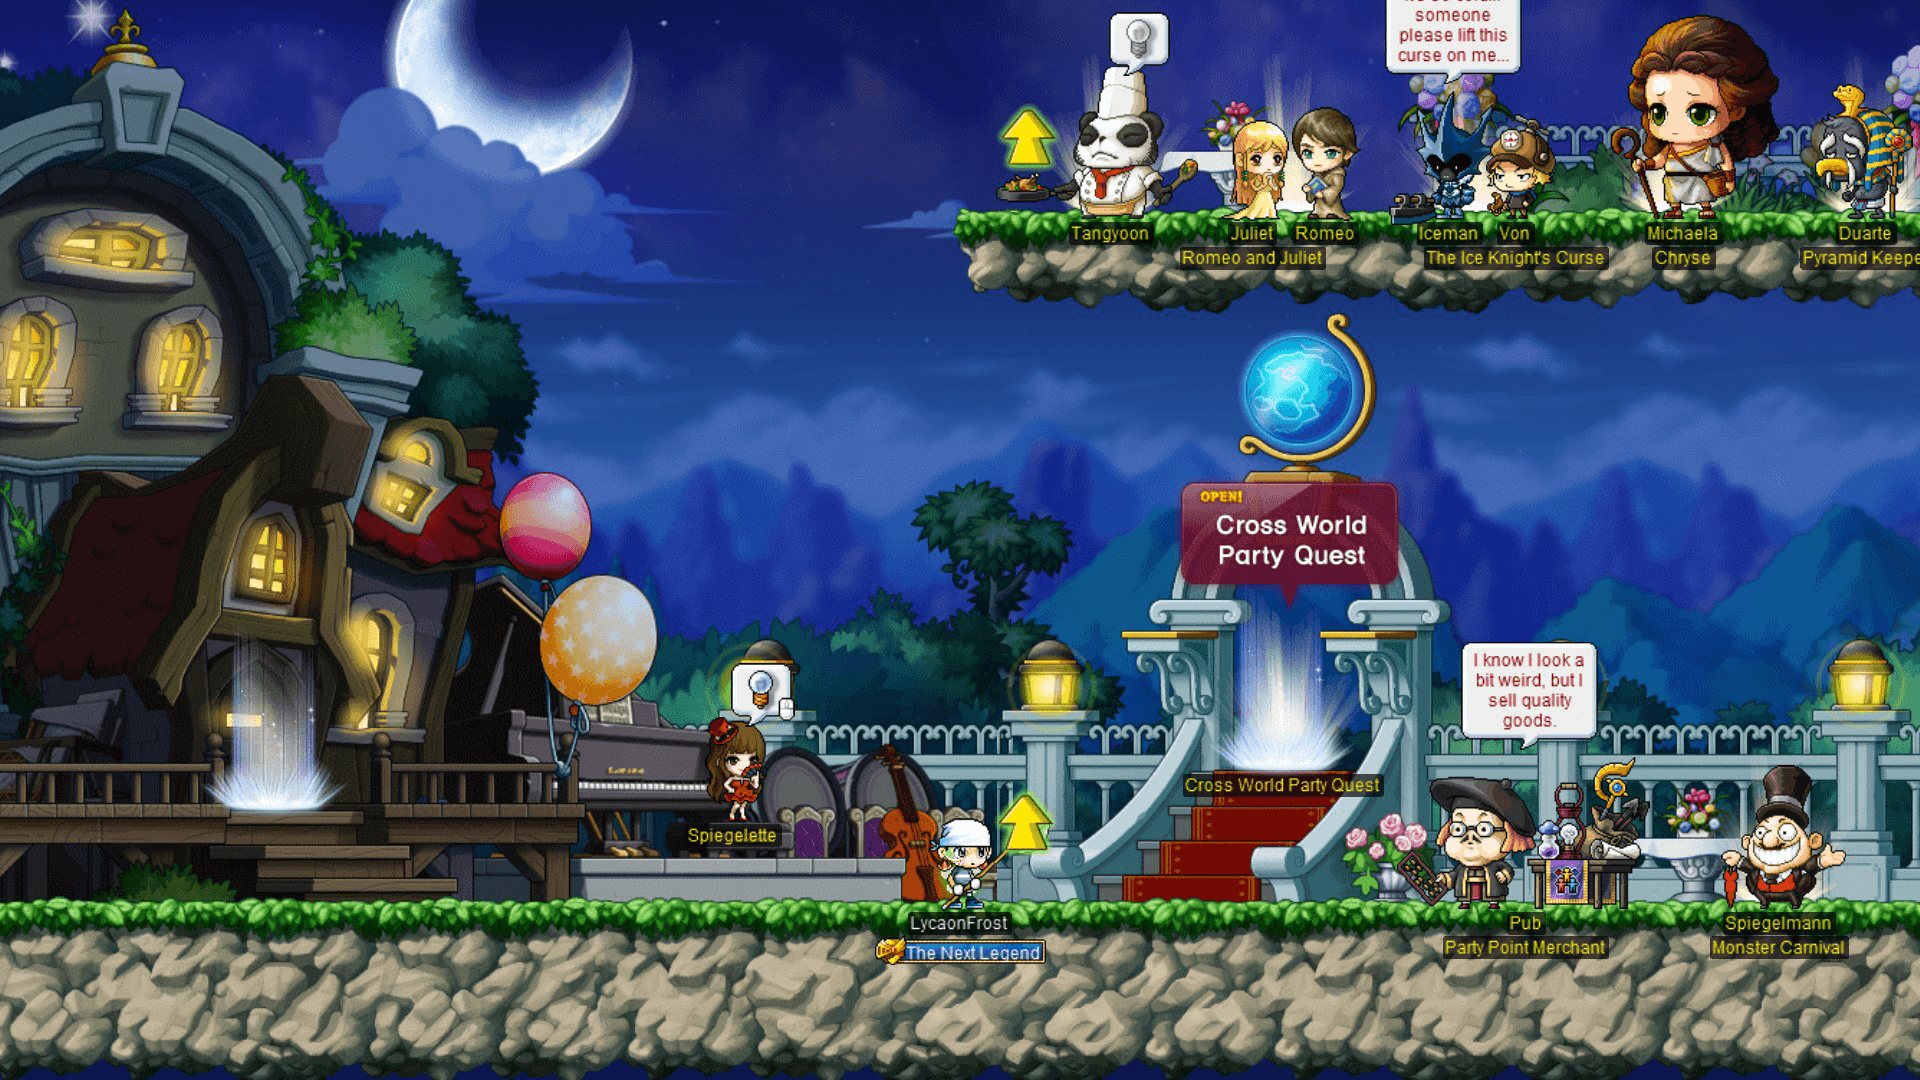 someone
please lift this
curse on me...
Tangyoon
Juliet
Romeo
Romeo and Juliet
Iceman
Von
The Ice Knight's Curse
Michaela
Chryse
Duarte
Pyramid Keepe
OPEN!
Cross World
Party Quest
I know I look a
bit weird, but I
sell quality
goods.
Cross World Party Quest
Spiegelette
LycaonFrost
The Next Legend
Pub
Party Point Merchant
Spiegelmann
Monster Carnival